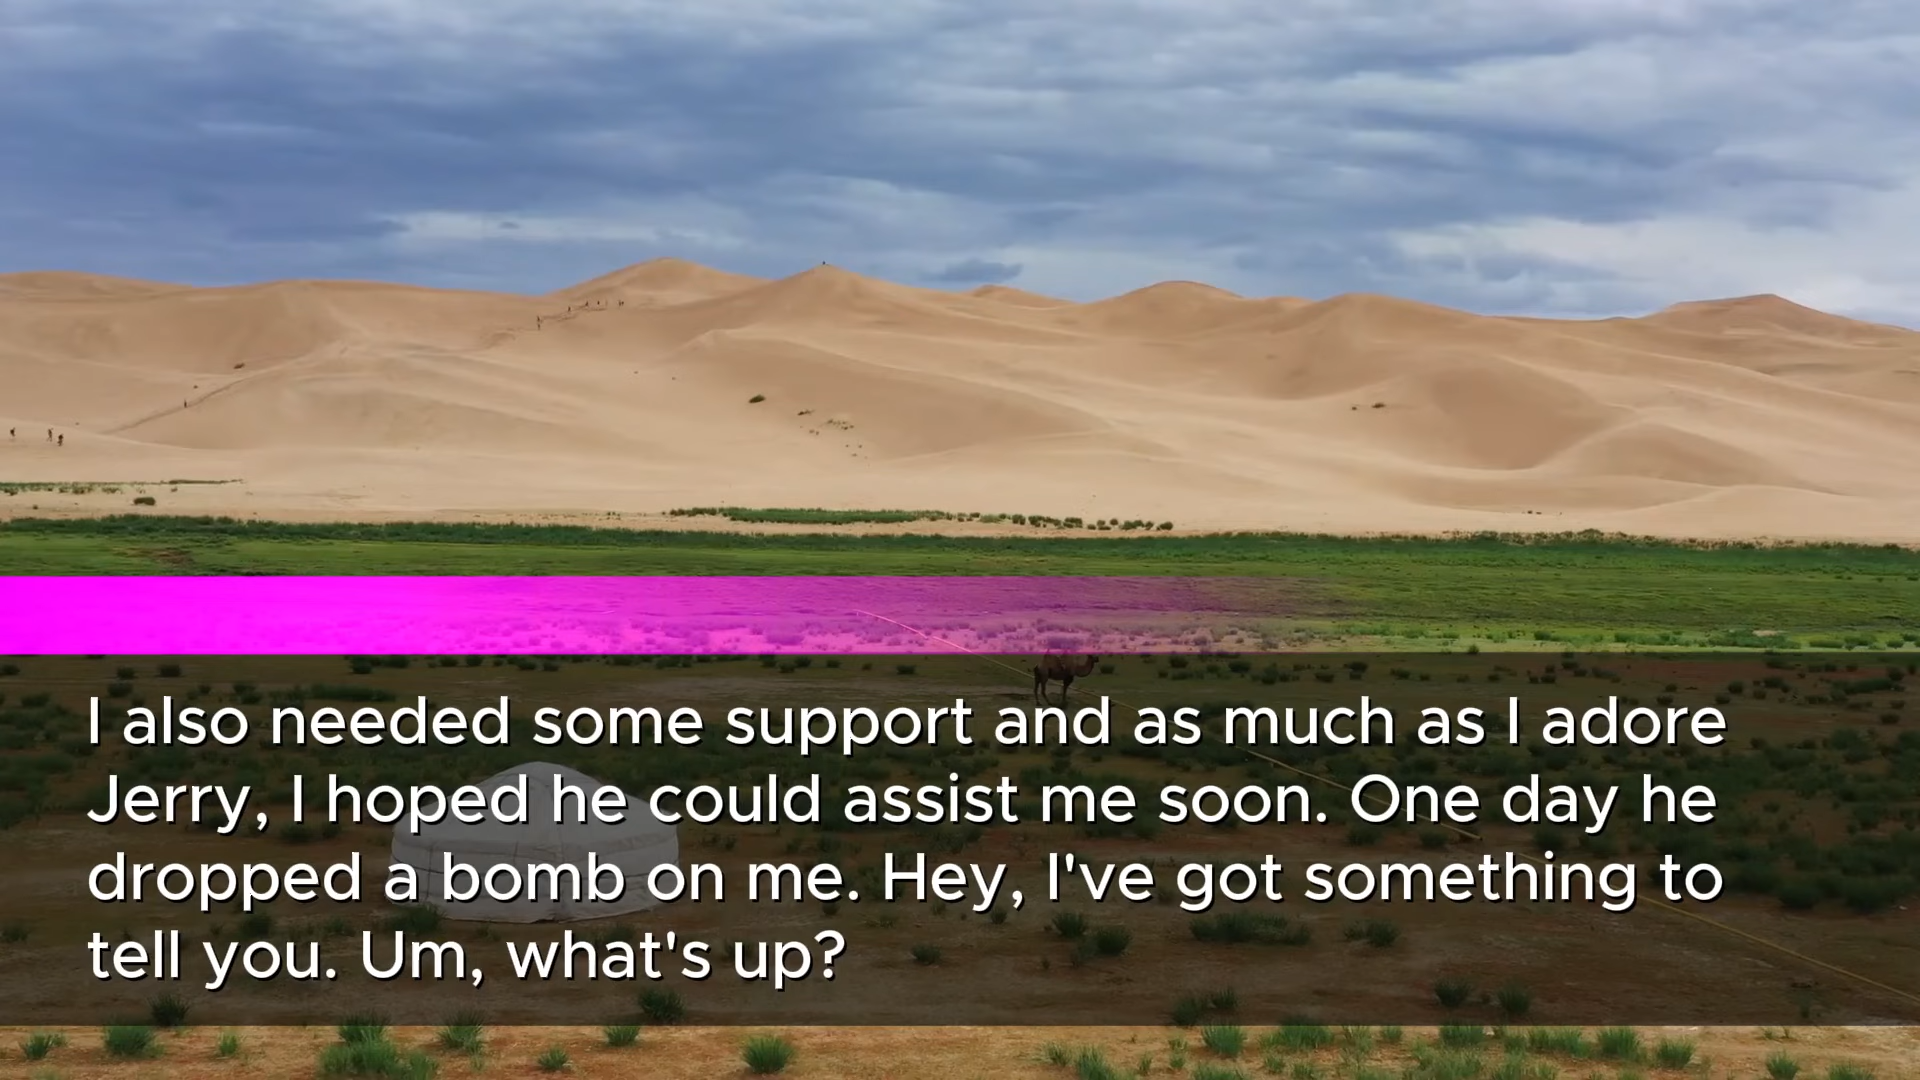 I also needed some support and as much as I adore
Jerry, I hoped he could assist me soon. One day he
dropped a bomb on me. Hey, I've got something to
tell you. Um, what's up?